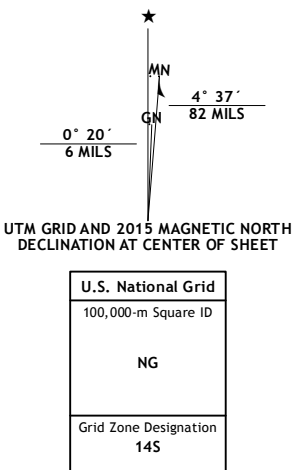 ★
MN
GN
4° 37´
82 MILS
0° 20´
6 MILS
UTM GRID AND 2015 MAGNETIC NORTH
DECLINATION AT CENTER OF SHEET
U.S. National Grid
100,000-m Square ID
NG
Grid Zone Designation
14S